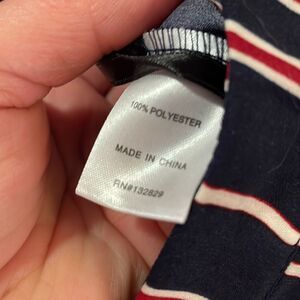 100% POLYESTER
MADE IN CHINA
RN#132829